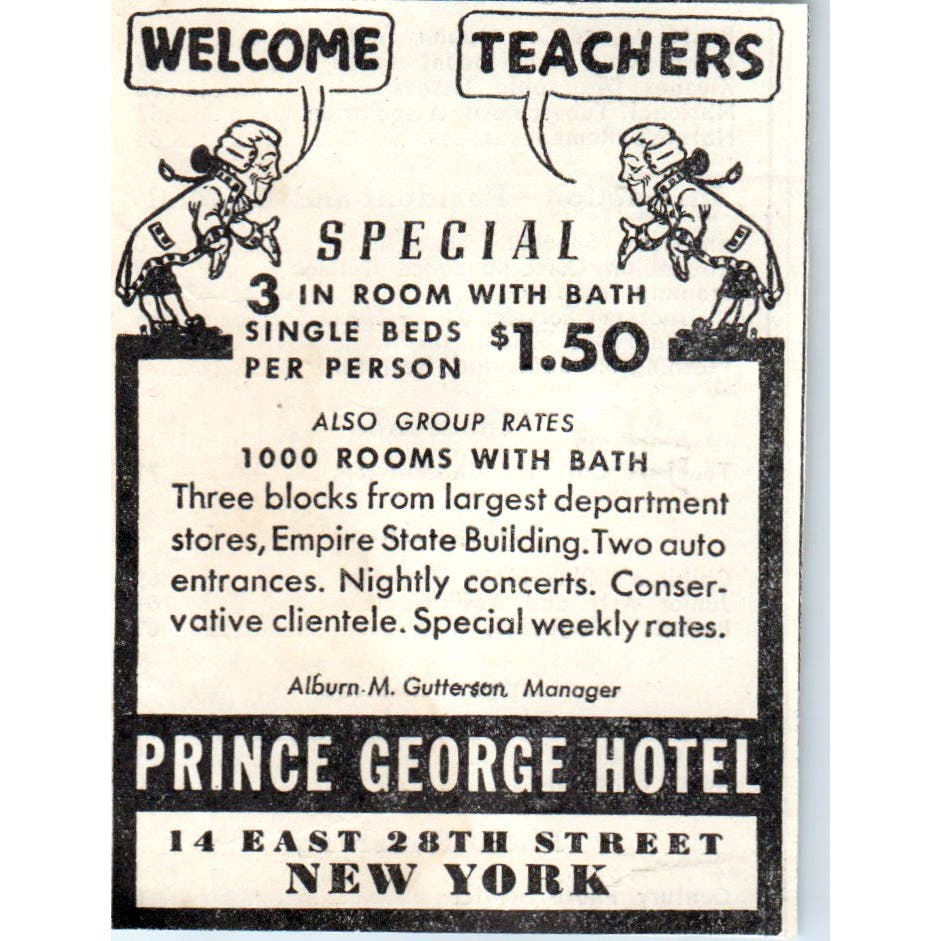 WELCOME TEACHERS
SPECIAL
3 IN ROOM WITH BATH
SINGLE BEDS
PER PERSON $1.50
ALSO GROUP RATES
1000 ROOMS WITH BATH
Three blocks from largest department
stores, Empire State Building. Two auto
entrances. Nightly concerts. Conser-
vative clientele. Special weekly rates.
Alburn M. Gutterson, Manager
PRINCE GEORGE HOTEL
14 EAST 28TH STREET
NEW YORK